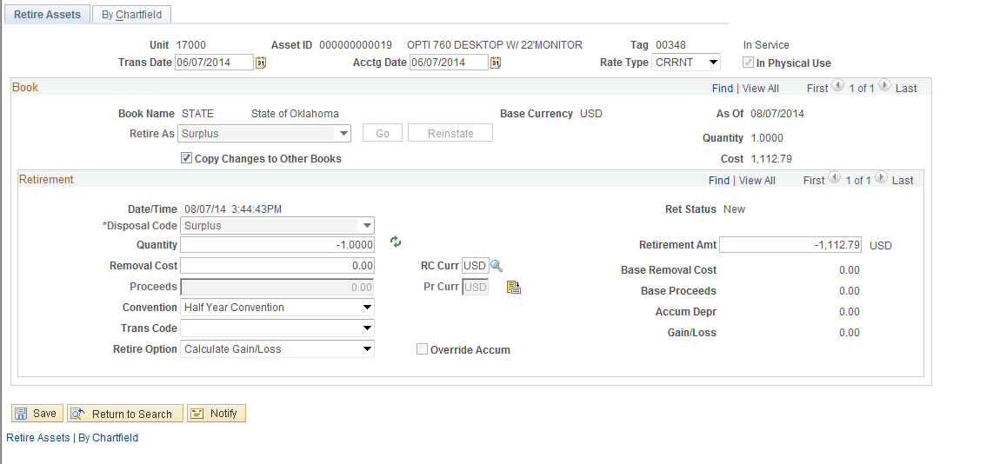 Retire Assets By Chartfield
Unit 17000 Asset ID 000000000019 OPTI 760 DESKTOP W/ 22'MONITOR Tag 00348 In Service
Trans Date 06/07/2014 31 Acctg Date 06/07/2014 31 Rate Type CRRNT In Physical Use
Book Find | View All First 1 of 1 Last
Book Name STATE State of Oklahoma Base Currency USD As Of 08/07/2014
Retire As Surplus Go Reinstate
Quantity 1.0000
Copy Changes to Other Books Cost 1,112.79
Retirement Find | View All First 1 of 1 Last
Date/Time 08/07/14 3:44:43PM Ret Status New
*Disposal Code Surplus
Quantity -1.0000 Retirement Amt -1,112.79 USD
Removal Cost 0.00 RC Curr USD Base Removal Cost 0.00
Proceeds 0.00 Pr Curr USD Base Proceeds 0.00
Convention Half Year Convention Accum Depr 0.00
Trans Code Gain/Loss 0.00
Retire Option Calculate Gain/Loss Override Accum
Save Return to Search Notify
Retire Assets | By Chartfield